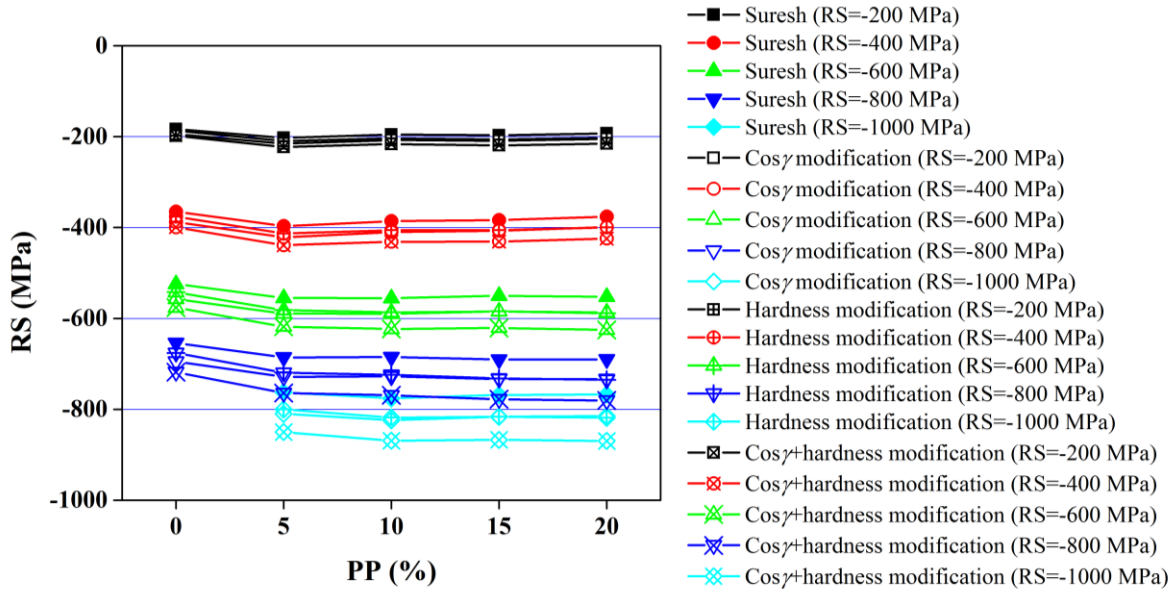 0
-200
-400
-600
-800
-1000
RS (MPa)
0 5 10 15 20
PP (%)
Suresh (RS=-200 MPa)
Suresh (RS=-400 MPa)
Suresh (RS=-600 MPa)
Suresh (RS=-800 MPa)
Suresh (RS=-1000 MPa)
Cosγ modification (RS=-200 MPa)
Cosγ modification (RS=-400 MPa)
Cosγ modification (RS=-600 MPa)
Cosγ modification (RS=-800 MPa)
Cosγ modification (RS=-1000 MPa)
Hardness modification (RS=-200 MPa)
Hardness modification (RS=-400 MPa)
Hardness modification (RS=-600 MPa)
Hardness modification (RS=-800 MPa)
Hardness modification (RS=-1000 MPa)
Cosγ+hardness modification (RS=-200 MPa)
Cosγ+hardness modification (RS=-400 MPa)
Cosγ+hardness modification (RS=-600 MPa)
Cosγ+hardness modification (RS=-800 MPa)
Cosγ+hardness modification (RS=-1000 MPa)